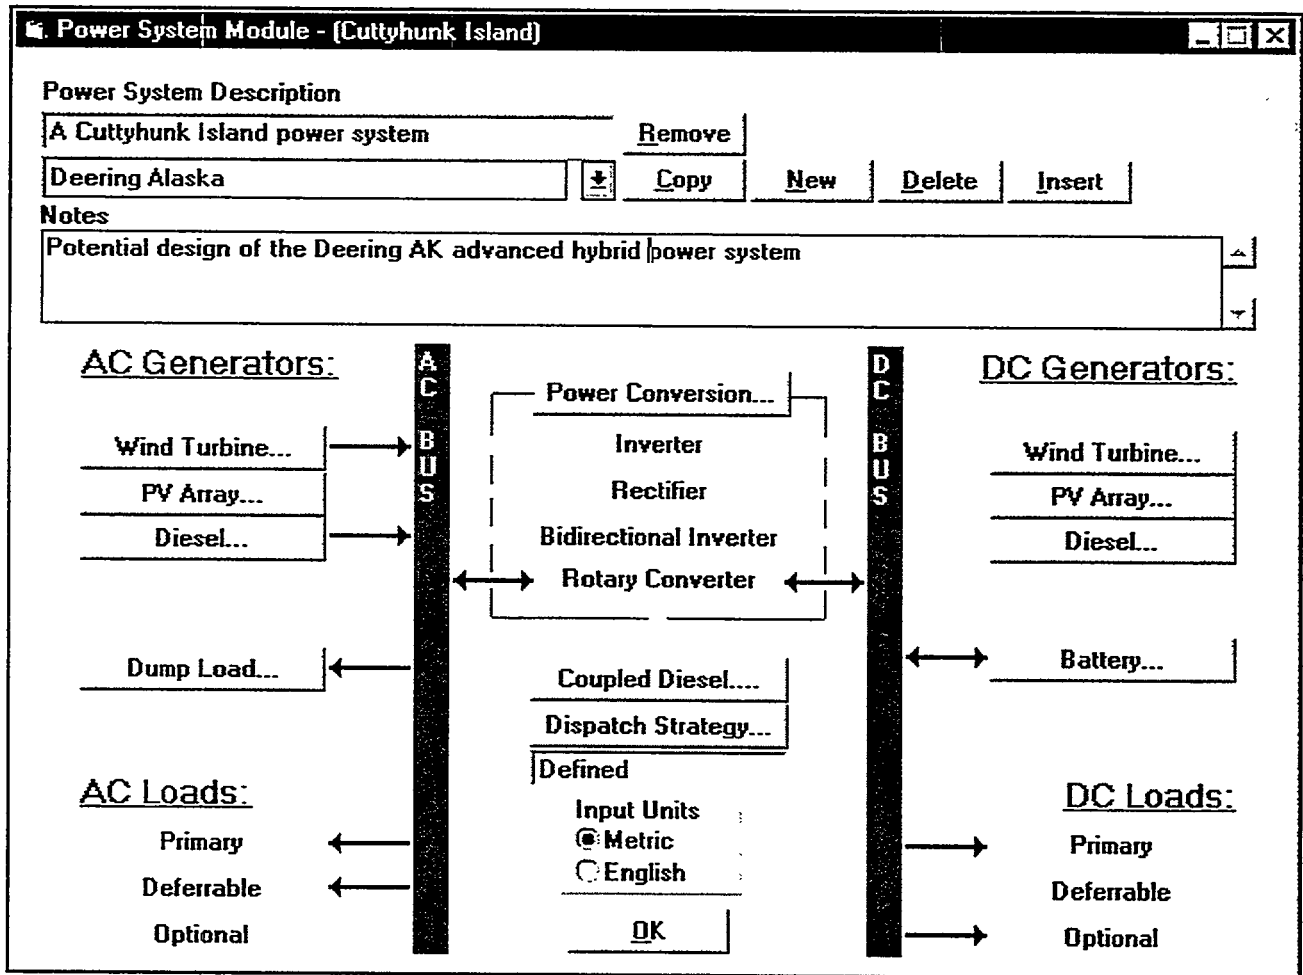 Power System Module - (Cuttyhunk Island)
Power System Description
A Cuttyhunk Island power system
Remove
Deering Alaska
Copy
New
Delete
Insert
Notes
Potential design of the Deering AK advanced hybrid power system
AC Generators:
AC BUS
DC BUS
DC Generators:
Power Conversion...
Wind Turbine...
Inverter
Wind Turbine...
PV Array...
Rectifier
PV Array...
Diesel...
Bidirectional Inverter
Diesel...
Rotary Converter
Dump Load...
Coupled Diesel....
Battery...
Dispatch Strategy...
Defined
AC Loads:
Input Units
DC Loads:
Primary
Metric
Primary
Deferrable
English
Deferrable
Optional
OK
Optional